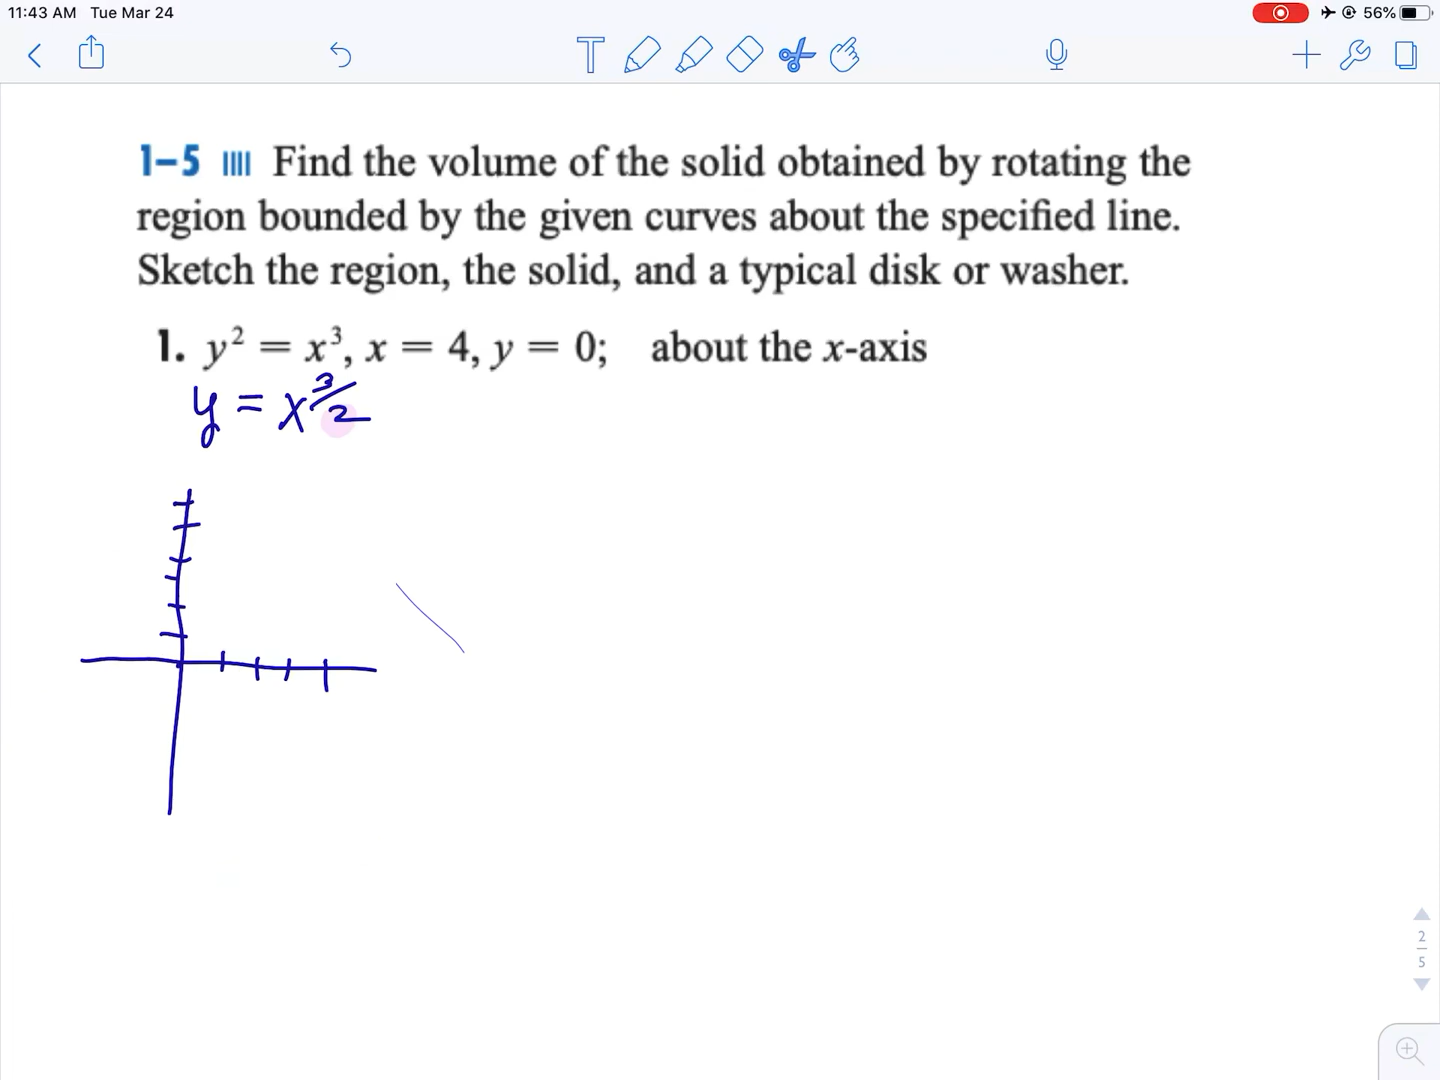 11:43 AM Tue Mar 24 56%
T
1–5 Find the volume of the solid obtained by rotating the
region bounded by the given curves about the specified line.
Sketch the region, the solid, and a typical disk or washer.
1. y² = x³, x = 4, y = 0; about the x-axis
y = x^3/2
2
5